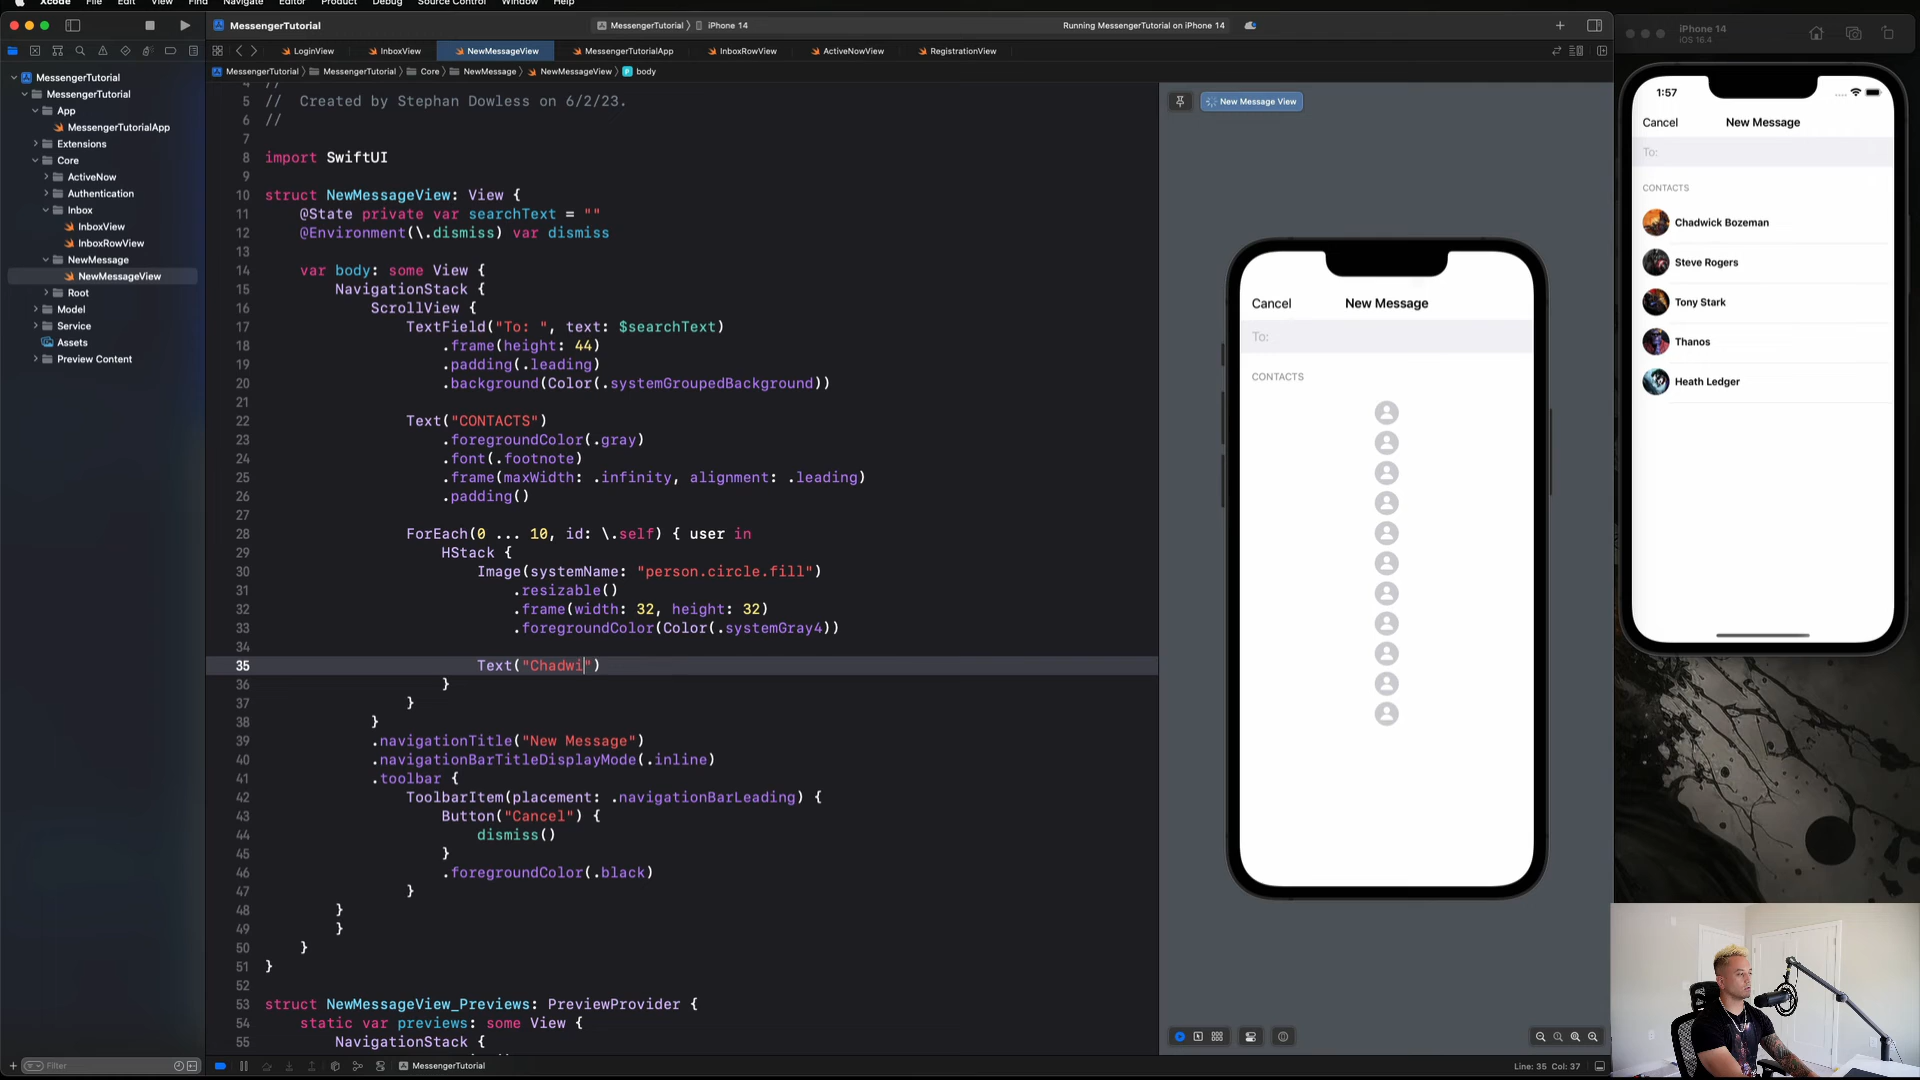 Xcode File Edit View Find Navigate Editor Product Debug Source Control Window Help
MessengerTutorial
MessengerTutorial 〉 iPhone 14
Running MessengerTutorial on iPhone 14
LoginView
InboxView
NewMessageView
MessengerTutorialApp
InboxRowView
ActiveNowView
RegistrationView
MessengerTutorial 〉 MessengerTutorial 〉 Core 〉 NewMessage 〉 NewMessageView 〉 body
MessengerTutorial
MessengerTutorial
App
MessengerTutorialApp
Extensions
Core
ActiveNow
Authentication
Inbox
InboxView
InboxRowView
NewMessage
NewMessageView
Root
Model
Service
Assets
Preview Content
Filter
4 //
5 //  Created by Stephan Dowless on 6/2/23.
6 //
7
8 import SwiftUI
9
10 struct NewMessageView: View {
11     @State private var searchText = ""
12     @Environment(\.dismiss) var dismiss
13
14     var body: some View {
15         NavigationStack {
16             ScrollView {
17                 TextField("To: ", text: $searchText)
18                     .frame(height: 44)
19                     .padding(.leading)
20                     .background(Color(.systemGroupedBackground))
21
22                 Text("CONTACTS")
23                     .foregroundColor(.gray)
24                     .font(.footnote)
25                     .frame(maxWidth: .infinity, alignment: .leading)
26                     .padding()
27
28                 ForEach(0 ... 10, id: \.self) { user in
29                     HStack {
30                         Image(systemName: "person.circle.fill")
31                             .resizable()
32                             .frame(width: 32, height: 32)
33                             .foregroundColor(Color(.systemGray4))
34
35                         Text("Chadwi")
36                     }
37                 }
38             }
39             .navigationTitle("New Message")
40             .navigationBarTitleDisplayMode(.inline)
41             .toolbar {
42                 ToolbarItem(placement: .navigationBarLeading) {
43                     Button("Cancel") {
44                         dismiss()
45                     }
46                     .foregroundColor(.black)
47                 }
48         }
49         }
50     }
51 }
52
53 struct NewMessageView_Previews: PreviewProvider {
54     static var previews: some View {
55         NavigationStack {
MessengerTutorial
Line: 35 Col: 37
New Message View
Cancel New Message
To:
CONTACTS
iPhone 14
iOS 16.4
1:57
Cancel New Message
To:
CONTACTS
Chadwick Bozeman
Steve Rogers
Tony Stark
Thanos
Heath Ledger